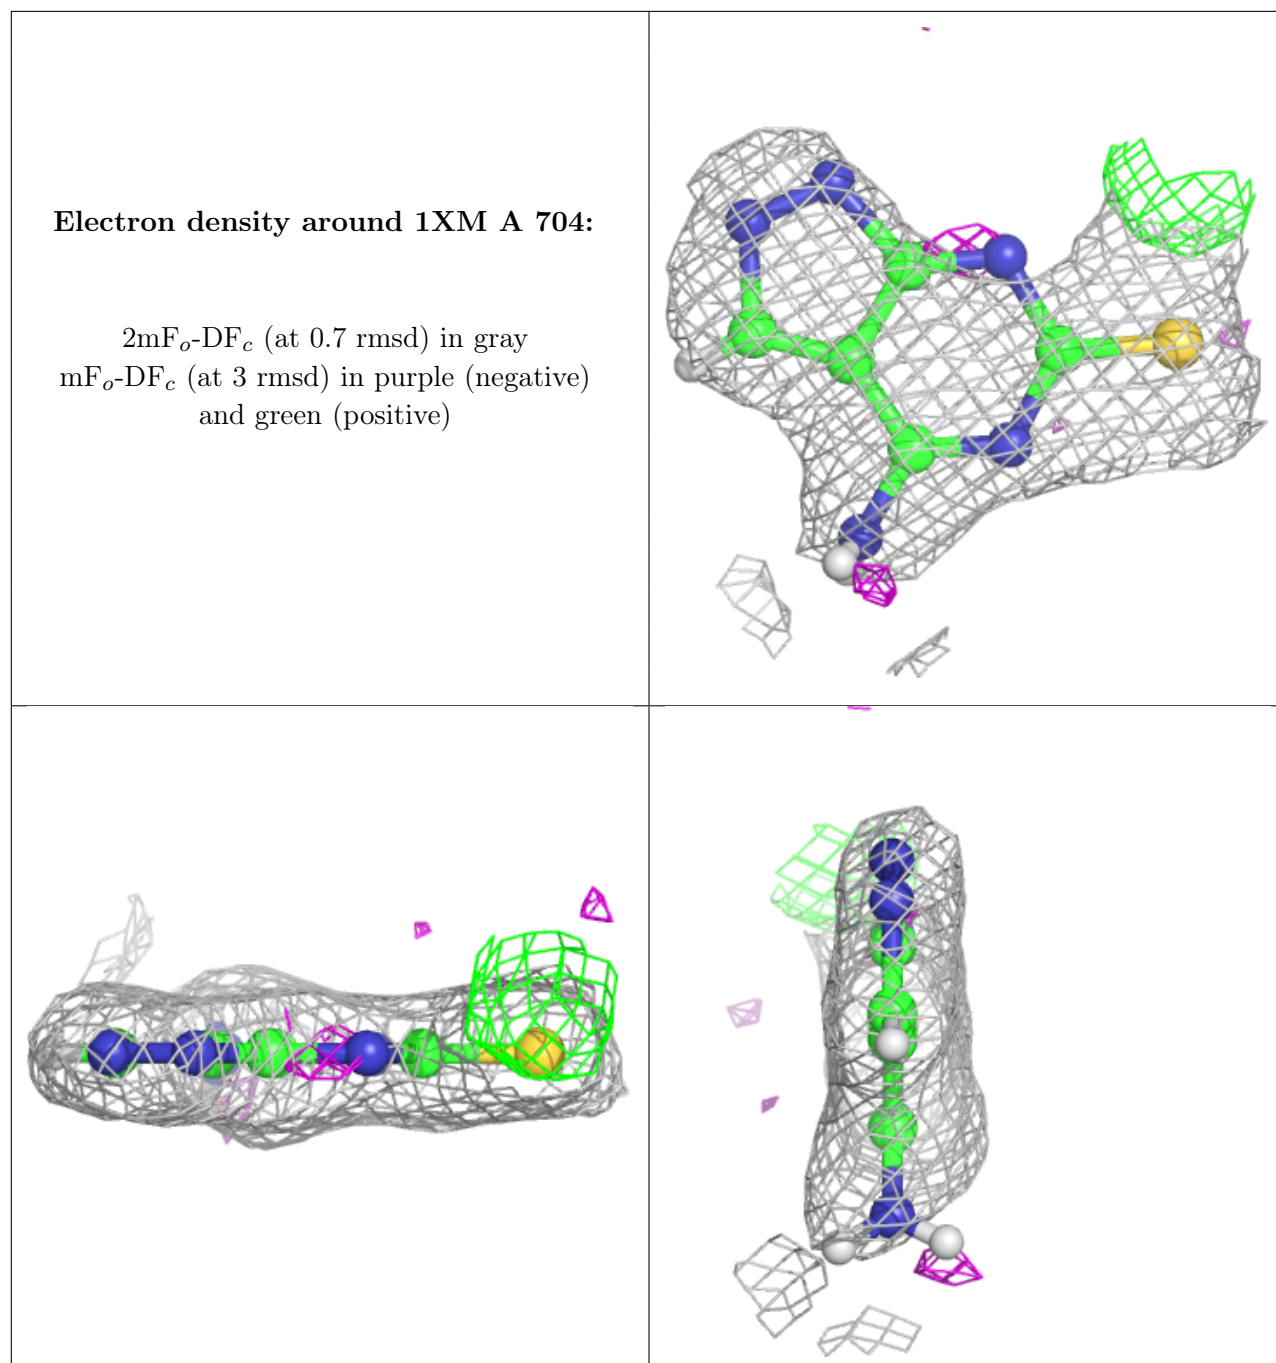 Electron density around 1XM A 704:
2mFo-DFc (at 0.7 rmsd) in gray
mFo-DFc (at 3 rmsd) in purple (negative)
and green (positive)